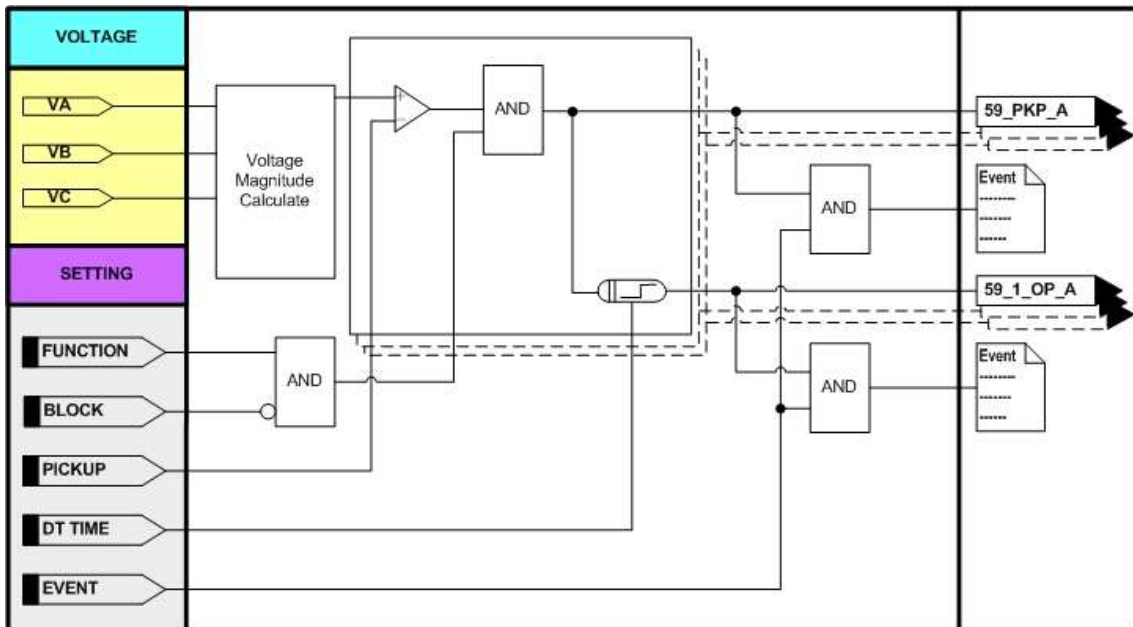 VOLTAGE
VA
VB
VC
SETTING
FUNCTION
BLOCK
PICKUP
DT TIME
EVENT
Voltage
Magnitude
Calculate
AND
AND
AND
AND
59_PKP_A
Event
59_1_OP_A
Event